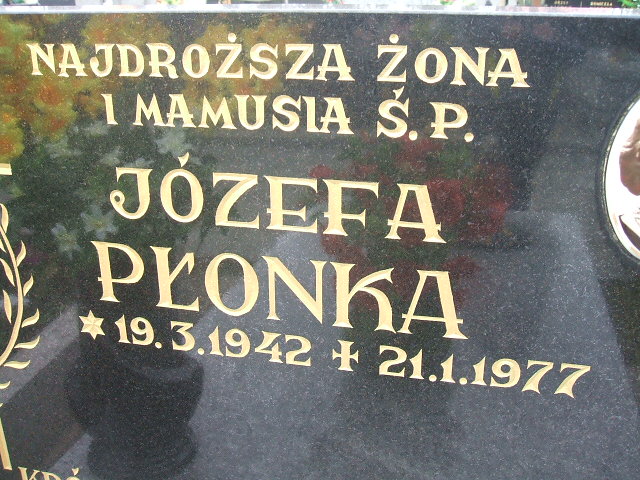 NAJDROŻSZA ŻONA
I MAMUSIA Ś.P.
JÓZEFA
PŁONKA
* 19.3.1942 ✝ 21.1.1977